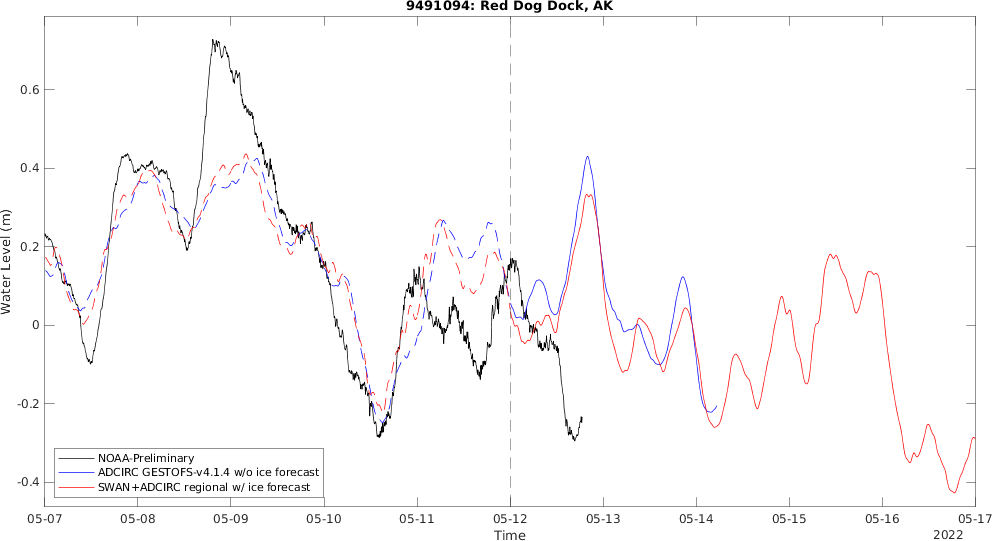 9491094: Red Dog Dock, AK
Water Level (m)
0.6
0.4
0.2
0
-0.2
-0.4
NOAA-Preliminary
ADCIRC GESTOFS-v4.1.4 w/o ice forecast
SWAN+ADCIRC regional w/ ice forecast
05-07 05-08 05-09 05-10 05-11 05-12 05-13 05-14 05-15 05-16 05-17
Time
2022